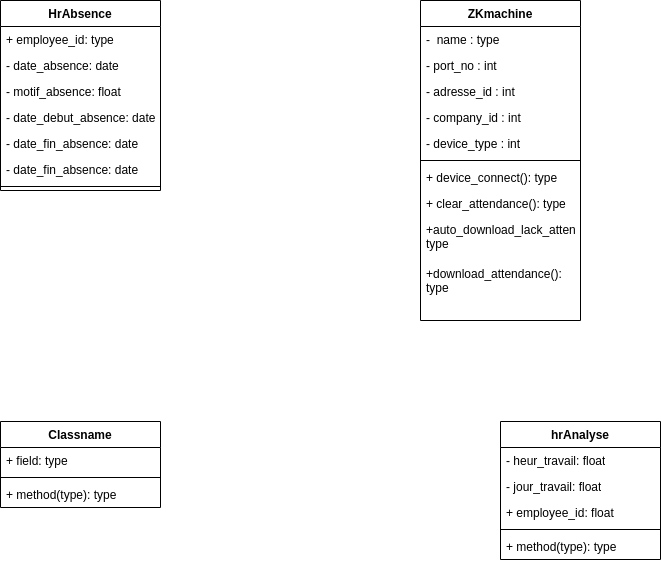 HrAbsence
+ employee_id: type
- date_absence: date
- motif_absence: float
- date_debut_absence: date
- date_fin_absence: date
- date_fin_absence: date
ZKmachine
- name : type
- port_no : int
- adresse_id : int
- company_id : int
- device_type : int
+ device_connect(): type
+ clear_attendance(): type
+auto_download_lack_atten
type
+download_attendance():
type
Classname
+ field: type
+ method(type): type
hrAnalyse
- heur_travail: float
- jour_travail: float
+ employee_id: float
+ method(type): type